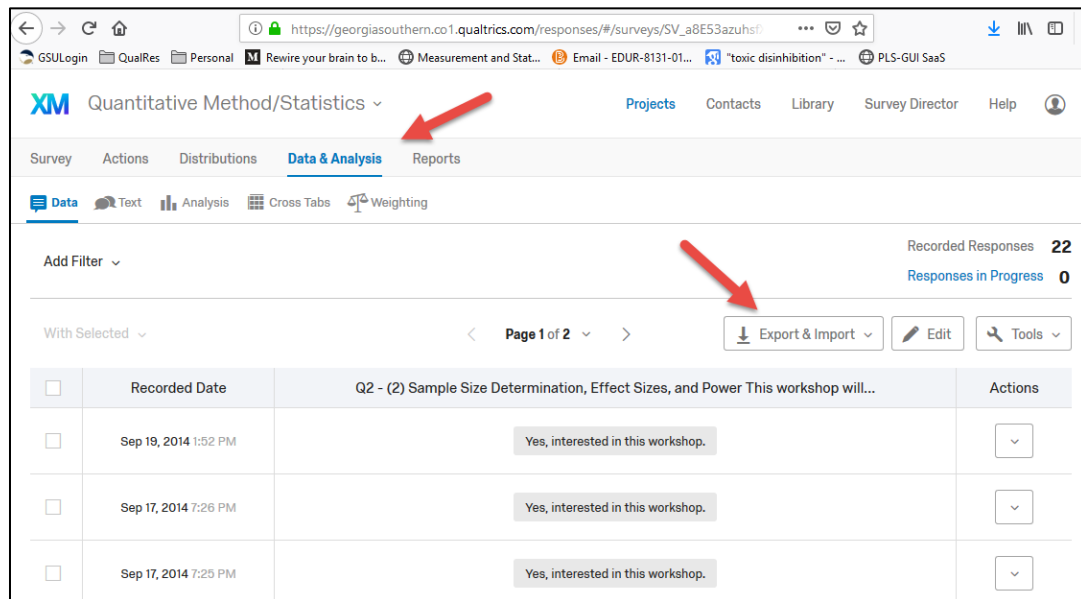 https://georgiasouthern.co1.qualtrics.com/responses/#/surveys/SV_a8E53azuhsf
GSULogin QualRes Personal M Rewire your brain to b... Measurement and Stat... Email - EDUR-8131-01... "toxic disinhibition" - ... PLS-GUI SaaS
XM Quantitative Method/Statistics Projects Contacts Library Survey Director Help
Survey Actions Distributions Data & Analysis Reports
Data Text Analysis Cross Tabs Weighting
Recorded Responses 22
Add Filter
Responses in Progress 0
With Selected Page 1 of 2 Export & Import Edit Tools
Recorded Date Q2 - (2) Sample Size Determination, Effect Sizes, and Power This workshop will... Actions
Sep 19, 2014 1:52 PM Yes, interested in this workshop.
Sep 17, 2014 7:26 PM Yes, interested in this workshop.
Sep 17, 2014 7:25 PM Yes, interested in this workshop.